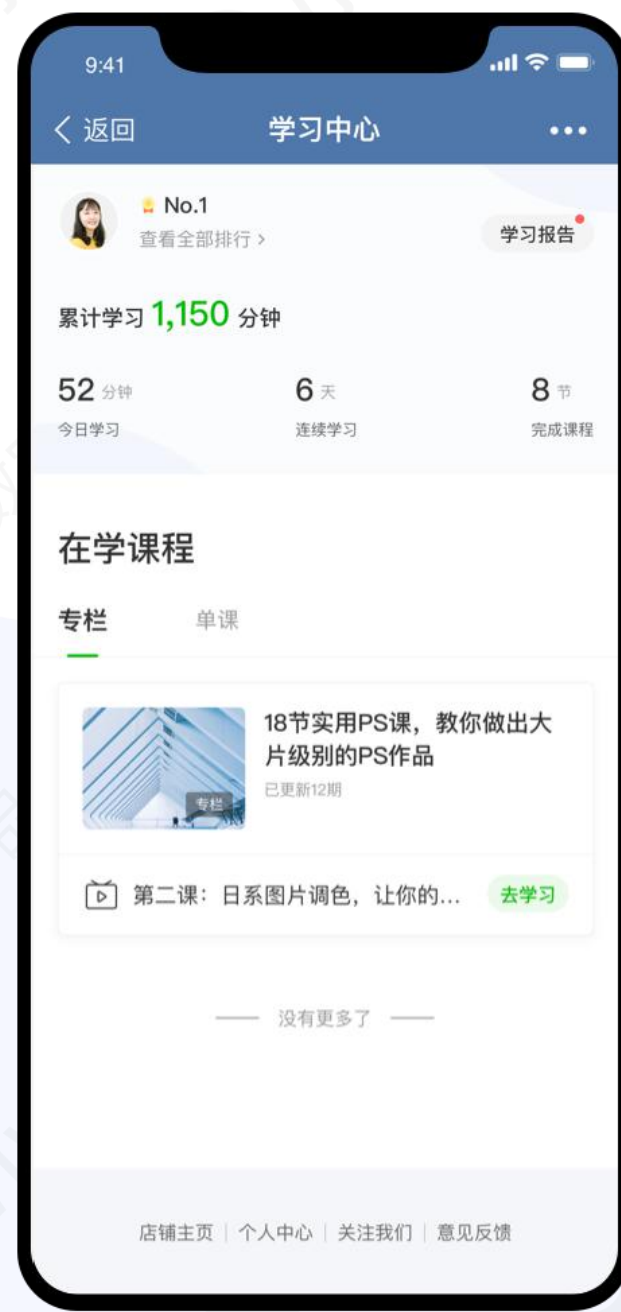 9:41
返回 学习中心
No.1
查看全部排行
学习报告
累计学习 1,150 分钟
52 分钟 6 天 8 节
今日学习 连续学习 完成课程
在学课程
专栏 单课
18节实用PS课，教你做出大
片级别的PS作品
已更新12期
专栏
第二课：日系图片调色，让你的... 去学习
没有更多了
店铺主页 | 个人中心 | 关注我们 | 意见反馈